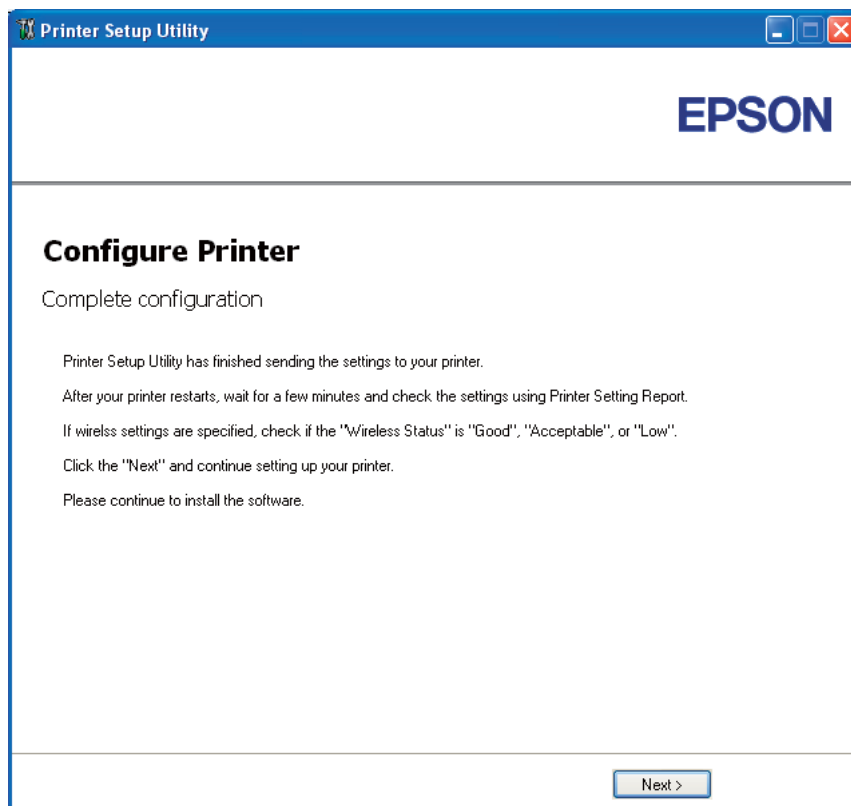 Printer Setup Utility
EPSON
Configure Printer
Complete configuration
Printer Setup Utility has finished sending the settings to your printer.
After your printer restarts, wait for a few minutes and check the settings using Printer Setting Report.
If wirelss settings are specified, check if the "Wireless Status" is "Good", "Acceptable", or "Low".
Click the "Next" and continue setting up your printer.
Please continue to install the software.
Next >